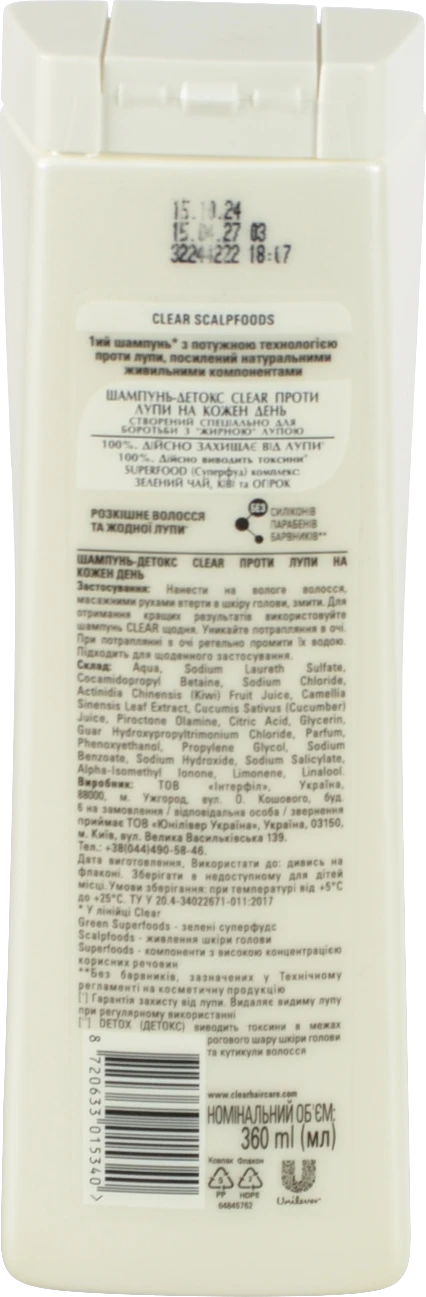 24
15. 27 03
18:17
CLEAR SCALPFOODS
1ий шампунь* з потужною технологією
проти лупи, посилений натуральними
живильними компонентами
ШАМПУНЬ-ДЕТОКС CLEAR ПРОТИ
ЛУПИ НА КОЖЕН ДЕНЬ
СТВОРЕНИЙ СПЕЦІАЛЬНО ДЛЯ
БОРОТЬБИ З "ЖИРНОЮ" ЛУПОЮ
100%. ДІЙСНО ЗАХИЩАЄ ВІД ЛУПИ
100%. Дійсно виводить токсини
SUPERFOOD (Суперфуд) комплекс:
ЗЕЛЕНИЙ ЧАЙ, КІВІ та ОГІРОК
РОЗКІШНЕ ВОЛОССЯ
ТА ЖОДНОЇ ЛУПИ
БЕЗ
СИЛІКОНІВ
ПАРАБЕНІВ
БАРВНИКІВ**
ШАМПУНЬ-ДЕТОКС CLEAR ПРОТИ ЛУПИ НА
КОЖЕН ДЕНЬ
Застосування: Нанести на вологе волосся,
масажними рухами втерти в шкіру голови, змити. Для
отримання кращих результатів використовуйте
шампунь CLEAR щодня. Уникайте потрапляння в очі.
При потраплянні в очі ретельно промити їх водою.
Підходить для щоденного застосування.
Склад: Aqua, Sodium Laureth Sulfate,
Cocamidopropyl Betaine, Sodium Chloride,
Actinidia Chinensis (Kiwi) Fruit Juice, Camellia
Sinensis Leaf Extract, Cucumis Sativus (Cucumber)
Juice, Piroctone Olamine, Citric Acid, Glycerin,
Guar Hydroxypropyltrimonium Chloride, Parfum,
Phenoxyethanol, Propylene Glycol, Sodium
Benzoate, Sodium Hydroxide, Sodium Salicylate,
Alpha-Isomethyl Ionone, Limonene, Linalool.
Виробник: ТОВ «Інтерфіл», Україна,
88000, м. Ужгород, вул. О. Кошового, буд.
6 на замовлення / відповідальна особа / звернення
приймає ТОВ «Юнілівер Україна», Україна, 03150,
м. Київ, вул. Велика Васильківська 139.
Тел.: +38(044)490-58-46.
Дата виготовлення, Використати до: дивись на
флаконі. Зберігати в недоступному для дітей
місці. Умови зберігання: при температурі від +5°C
до +25°C. ТУ У 20.4-34022671-011:2017
* У лінійці Clear
Green Superfoods - зелені суперфудс
Scalpfoods - живлення шкіри голови
Superfoods - компоненти з високою концентрацією
корисних речовин
**Без барвників, зазначених у Технічному
регламенті на косметичну продукцію
Гарантія захисту від лупи. Видаляє видиму лупу
при регулярному використанні
DETOX (ДЕТОКС) виводить токсини в межах
рогового шару шкіри голови
та кутикули волосся
8 720633 015340
www.clearhaircare.com
НОМІНАЛЬНИЙ ОБ'ЄМ:
360 ml (мл)
Ковпак Флакон
5
PP HDPE
64845762
Unilever